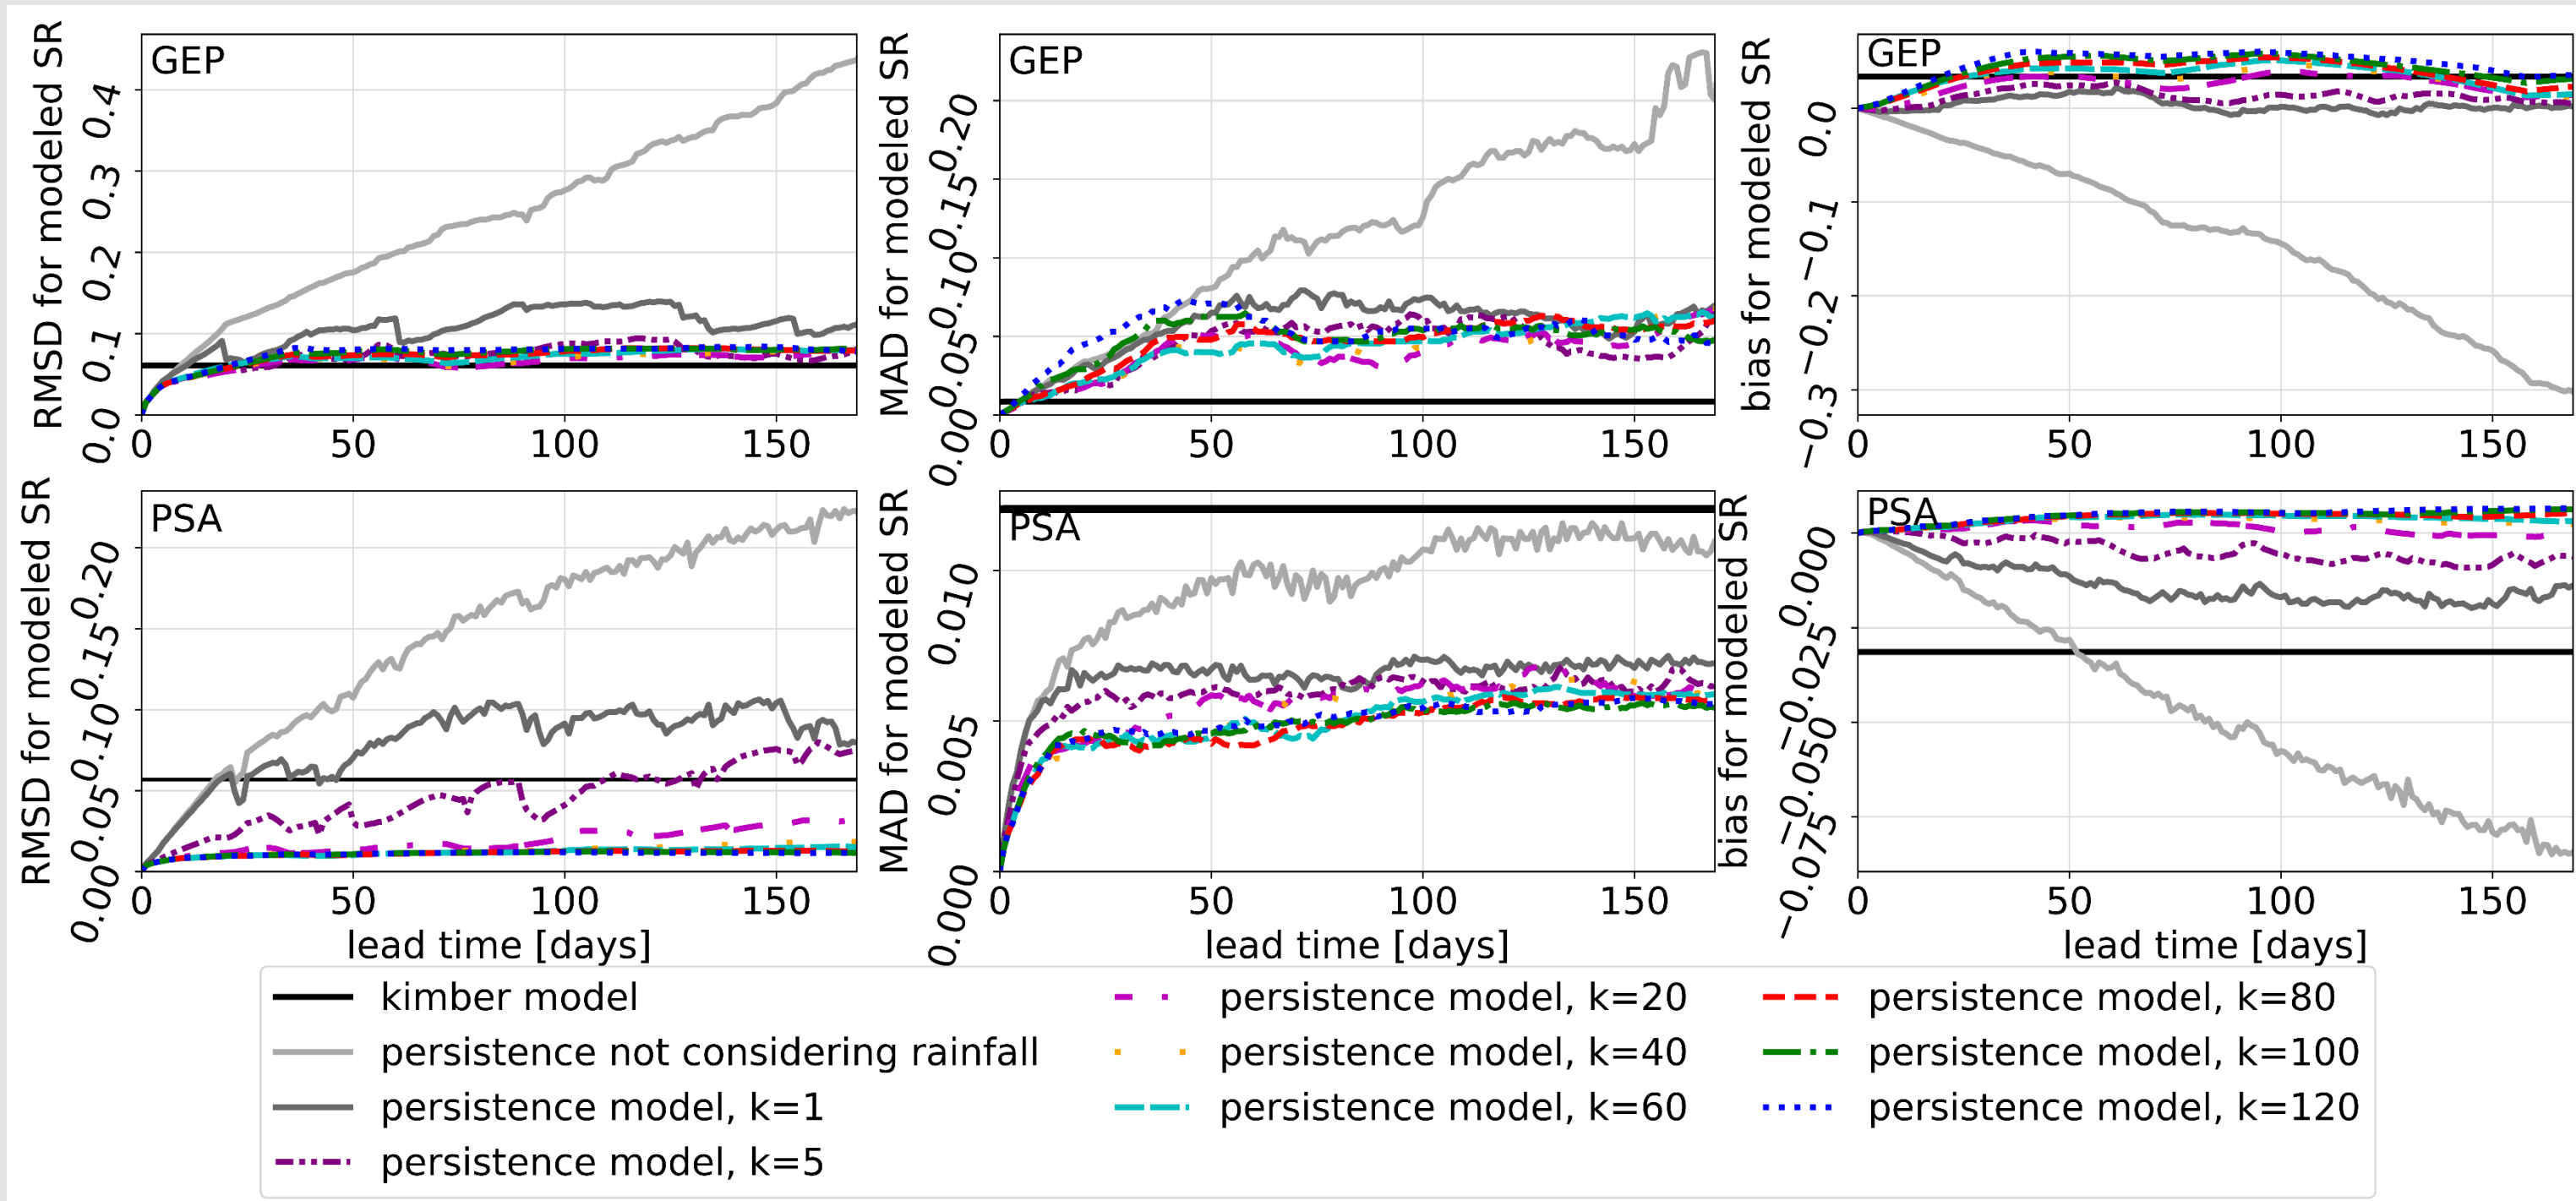 RMSD for modeled SR
GEP
0.4
0.3
0.2
0.1
0.0
0 50 100 150
MAD for modeled SR
GEP
0.20
0.15
0.10
0.05
0.00
0 50 100 150
bias for modeled SR
GEP
0.0
−0.1
−0.2
−0.3
0 50 100 150
RMSD for modeled SR
PSA
0.20
0.15
0.10
0.05
0.00
0 50 100 150
lead time [days]
MAD for modeled SR
PSA
0.010
0.005
0.000
0 50 100 150
lead time [days]
bias for modeled SR
PSA
0.000
−0.025
−0.050
−0.075
0 50 100 150
lead time [days]
kimber model
persistence not considering rainfall
persistence model, k=1
persistence model, k=5
persistence model, k=20
persistence model, k=40
persistence model, k=60
persistence model, k=80
persistence model, k=100
persistence model, k=120